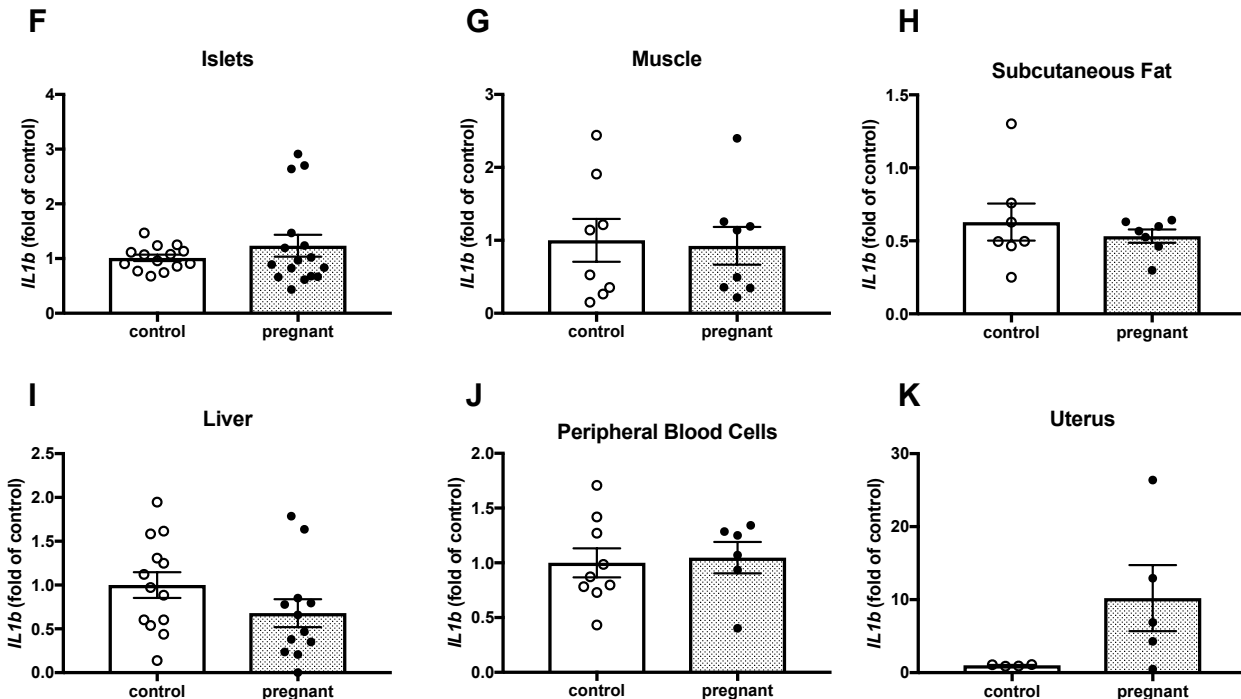 F
Islets
IL1b (fold of control)
4
3
2
1
0
control pregnant
G
Muscle
IL1b (fold of control)
3
2
1
0
control pregnant
H
Subcutaneous Fat
IL1b (fold of control)
1.5
1.0
0.5
0.0
control pregnant
I
Liver
IL1b (fold of control)
2.5
2.0
1.5
1.0
0.5
0.0
control pregnant
J
Peripheral Blood Cells
IL1b (fold of control)
2.0
1.5
1.0
0.5
0.0
control pregnant
K
Uterus
IL1b (fold of control)
30
20
10
0
control pregnant